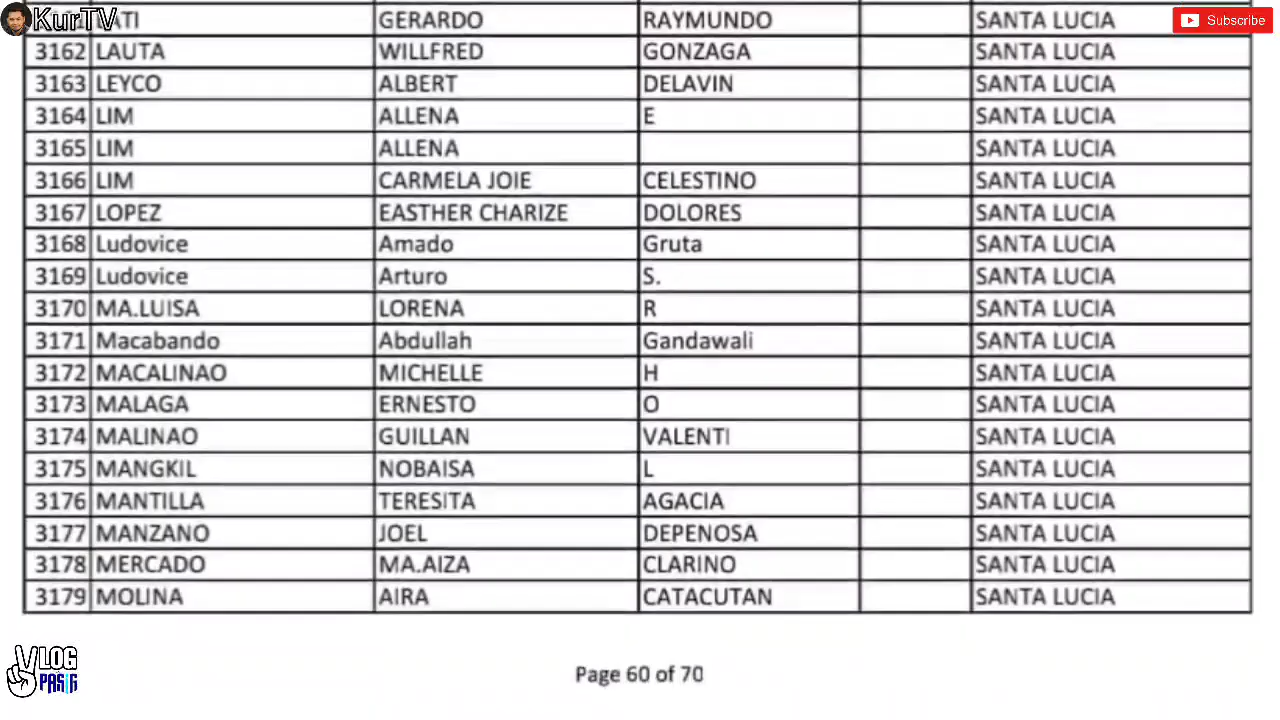 KurTV
Subscribe
ATI GERARDO RAYMUNDO SANTA LUCIA
3162 LAUTA WILLFRED GONZAGA SANTA LUCIA
3163 LEYCO ALBERT DELAVIN SANTA LUCIA
3164 LIM ALLENA E SANTA LUCIA
3165 LIM ALLENA SANTA LUCIA
3166 LIM CARMELA JOIE CELESTINO SANTA LUCIA
3167 LOPEZ EASTHER CHARIZE DOLORES SANTA LUCIA
3168 Ludovice Amado Gruta SANTA LUCIA
3169 Ludovice Arturo S. SANTA LUCIA
3170 MA.LUISA LORENA R SANTA LUCIA
3171 Macabando Abdullah Gandawali SANTA LUCIA
3172 MACALINAO MICHELLE H SANTA LUCIA
3173 MALAGA ERNESTO O SANTA LUCIA
3174 MALINAO GUILLAN VALENTI SANTA LUCIA
3175 MANGKIL NOBAISA L SANTA LUCIA
3176 MANTILLA TERESITA AGACIA SANTA LUCIA
3177 MANZANO JOEL DEPENOSA SANTA LUCIA
3178 MERCADO MA.AIZA CLARINO SANTA LUCIA
3179 MOLINA AIRA CATACUTAN SANTA LUCIA
VLOG
PASIG
Page 60 of 70